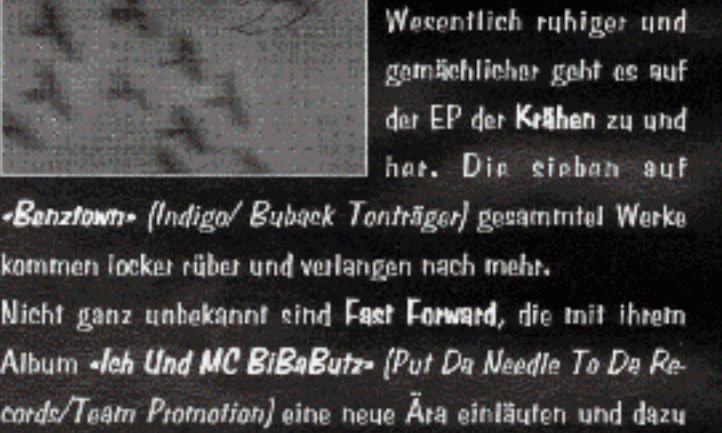 Wesentlich ruhiger und
gemächlicher geht es auf
der EP der Krähen zu und
her. Die sieben auf
«Benztown» (Indigo/ Buback Tonträger) gesammtel Werke
kommen locker rüber und verlangen nach mehr.
Nicht ganz unbekannt sind Fast Forward, die mit ihrem
Album «Ich Und MC BiBaButz» (Put Da Needle To Da Re-
cords/Team Promotion) eine neue Ära einläuten und dazu